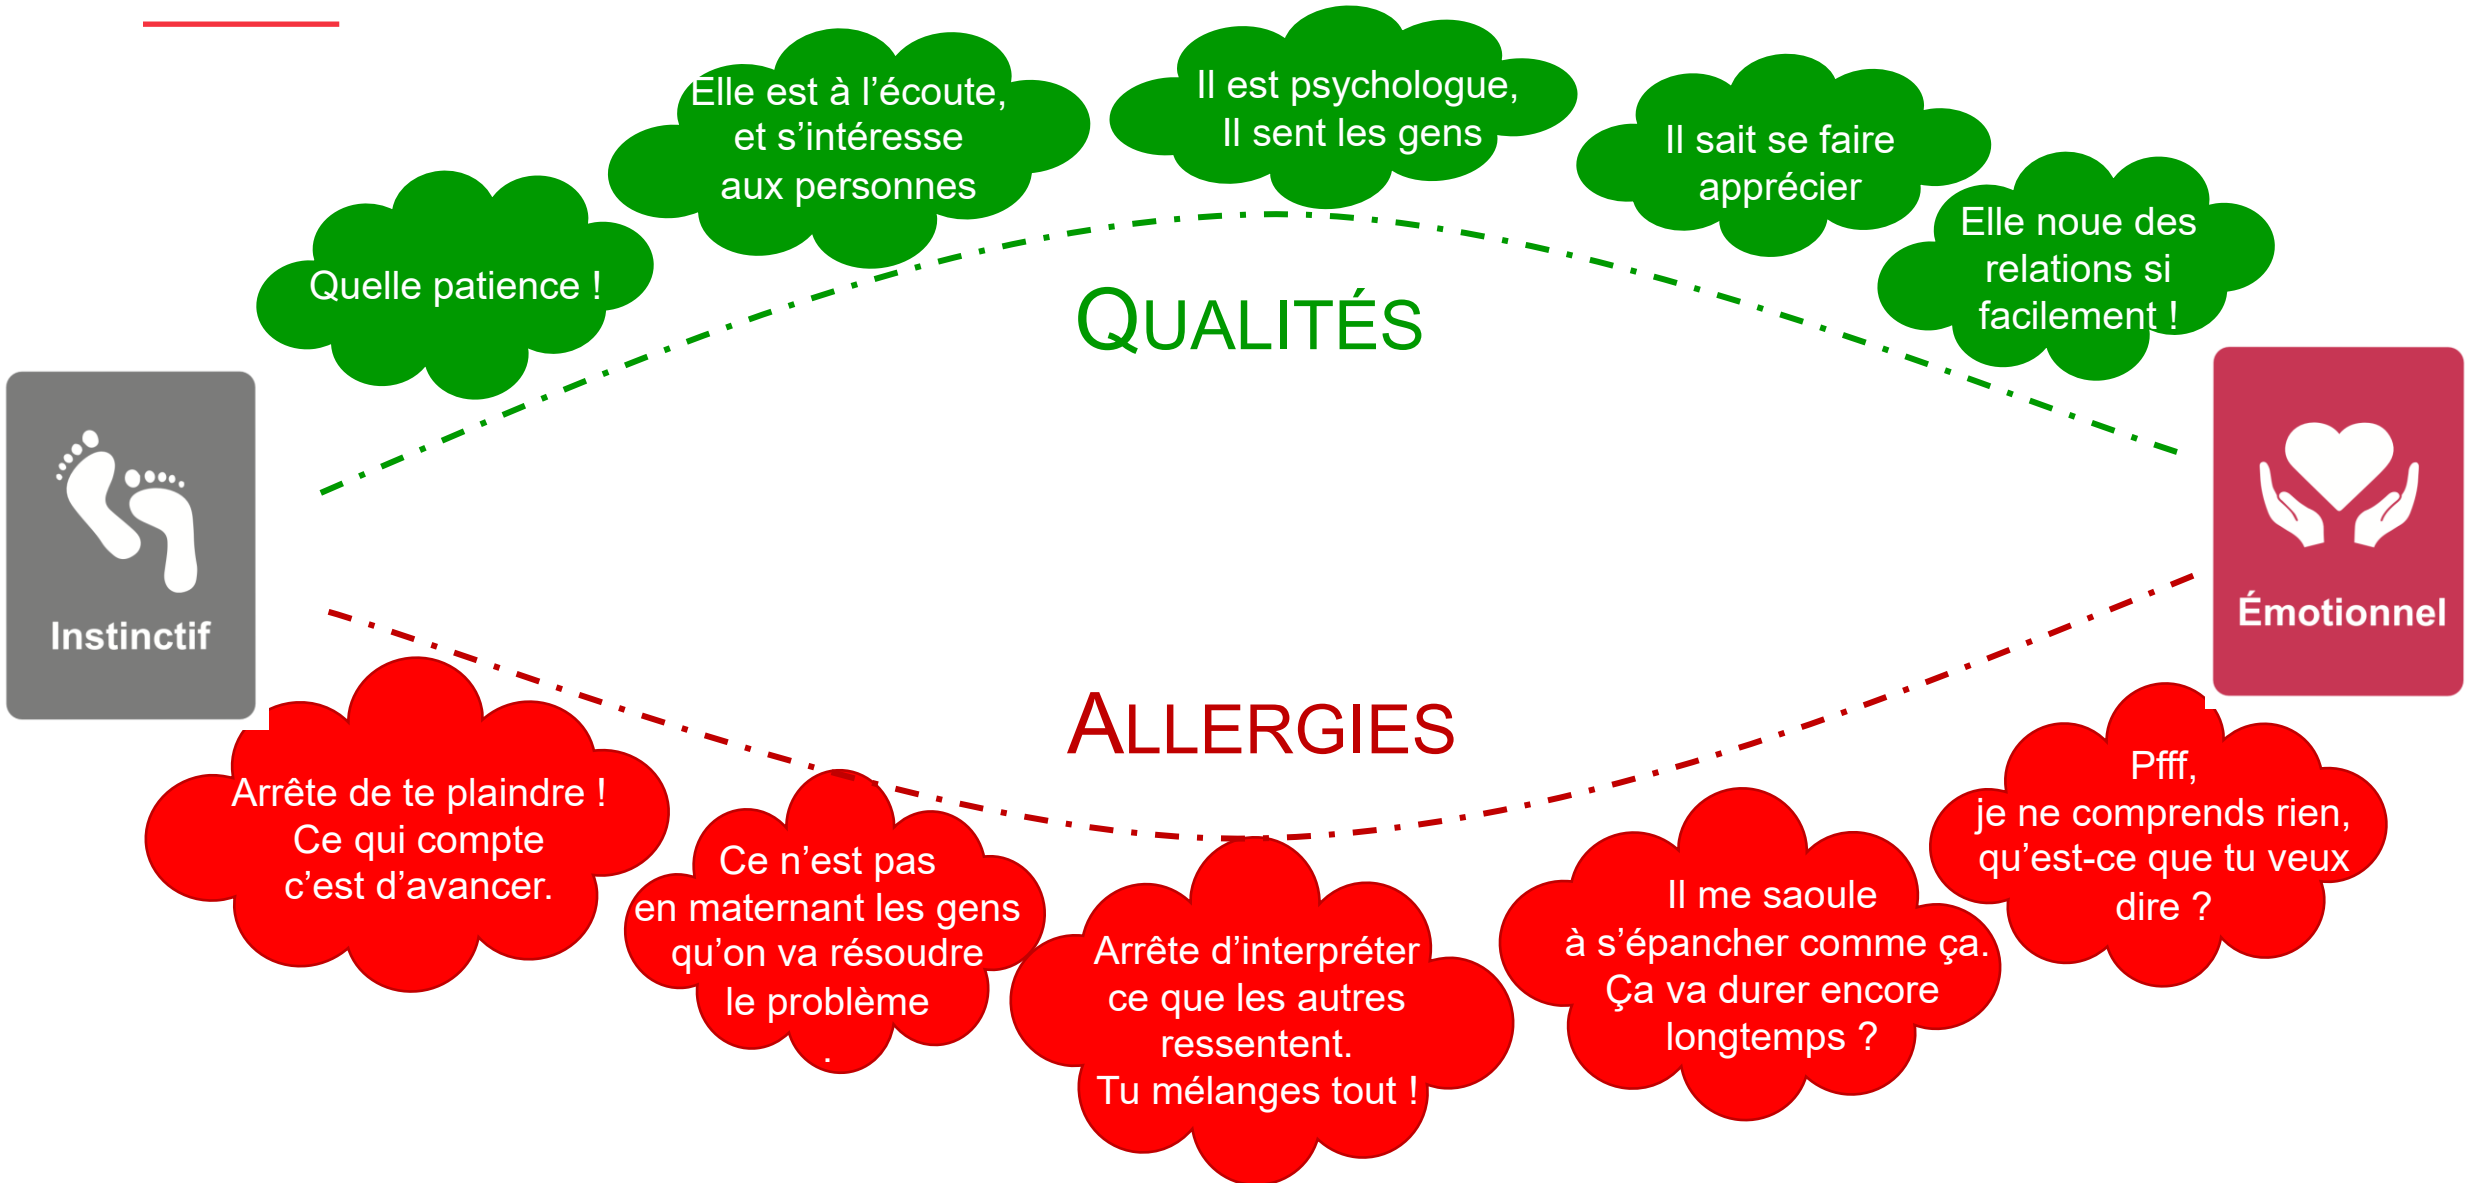 Quelle patience !
Elle est à l’écoute,
et s’intéresse
aux personnes
Il est psychologue,
Il sent les gens
Il sait se faire
apprécier
Elle noue des
relations si
facilement !
QUALITÉS
Instinctif
Émotionnel
ALLERGIES
Arrête de te plaindre !
Ce qui compte
c’est d’avancer.
Ce n’est pas
en maternant les gens
qu’on va résoudre
le problème
.
Arrête d’interpréter
ce que les autres
ressentent.
Tu mélanges tout !
Il me saoule
à s’épancher comme ça.
Ça va durer encore
longtemps ?
Pfff,
je ne comprends rien,
qu’est-ce que tu veux
dire ?